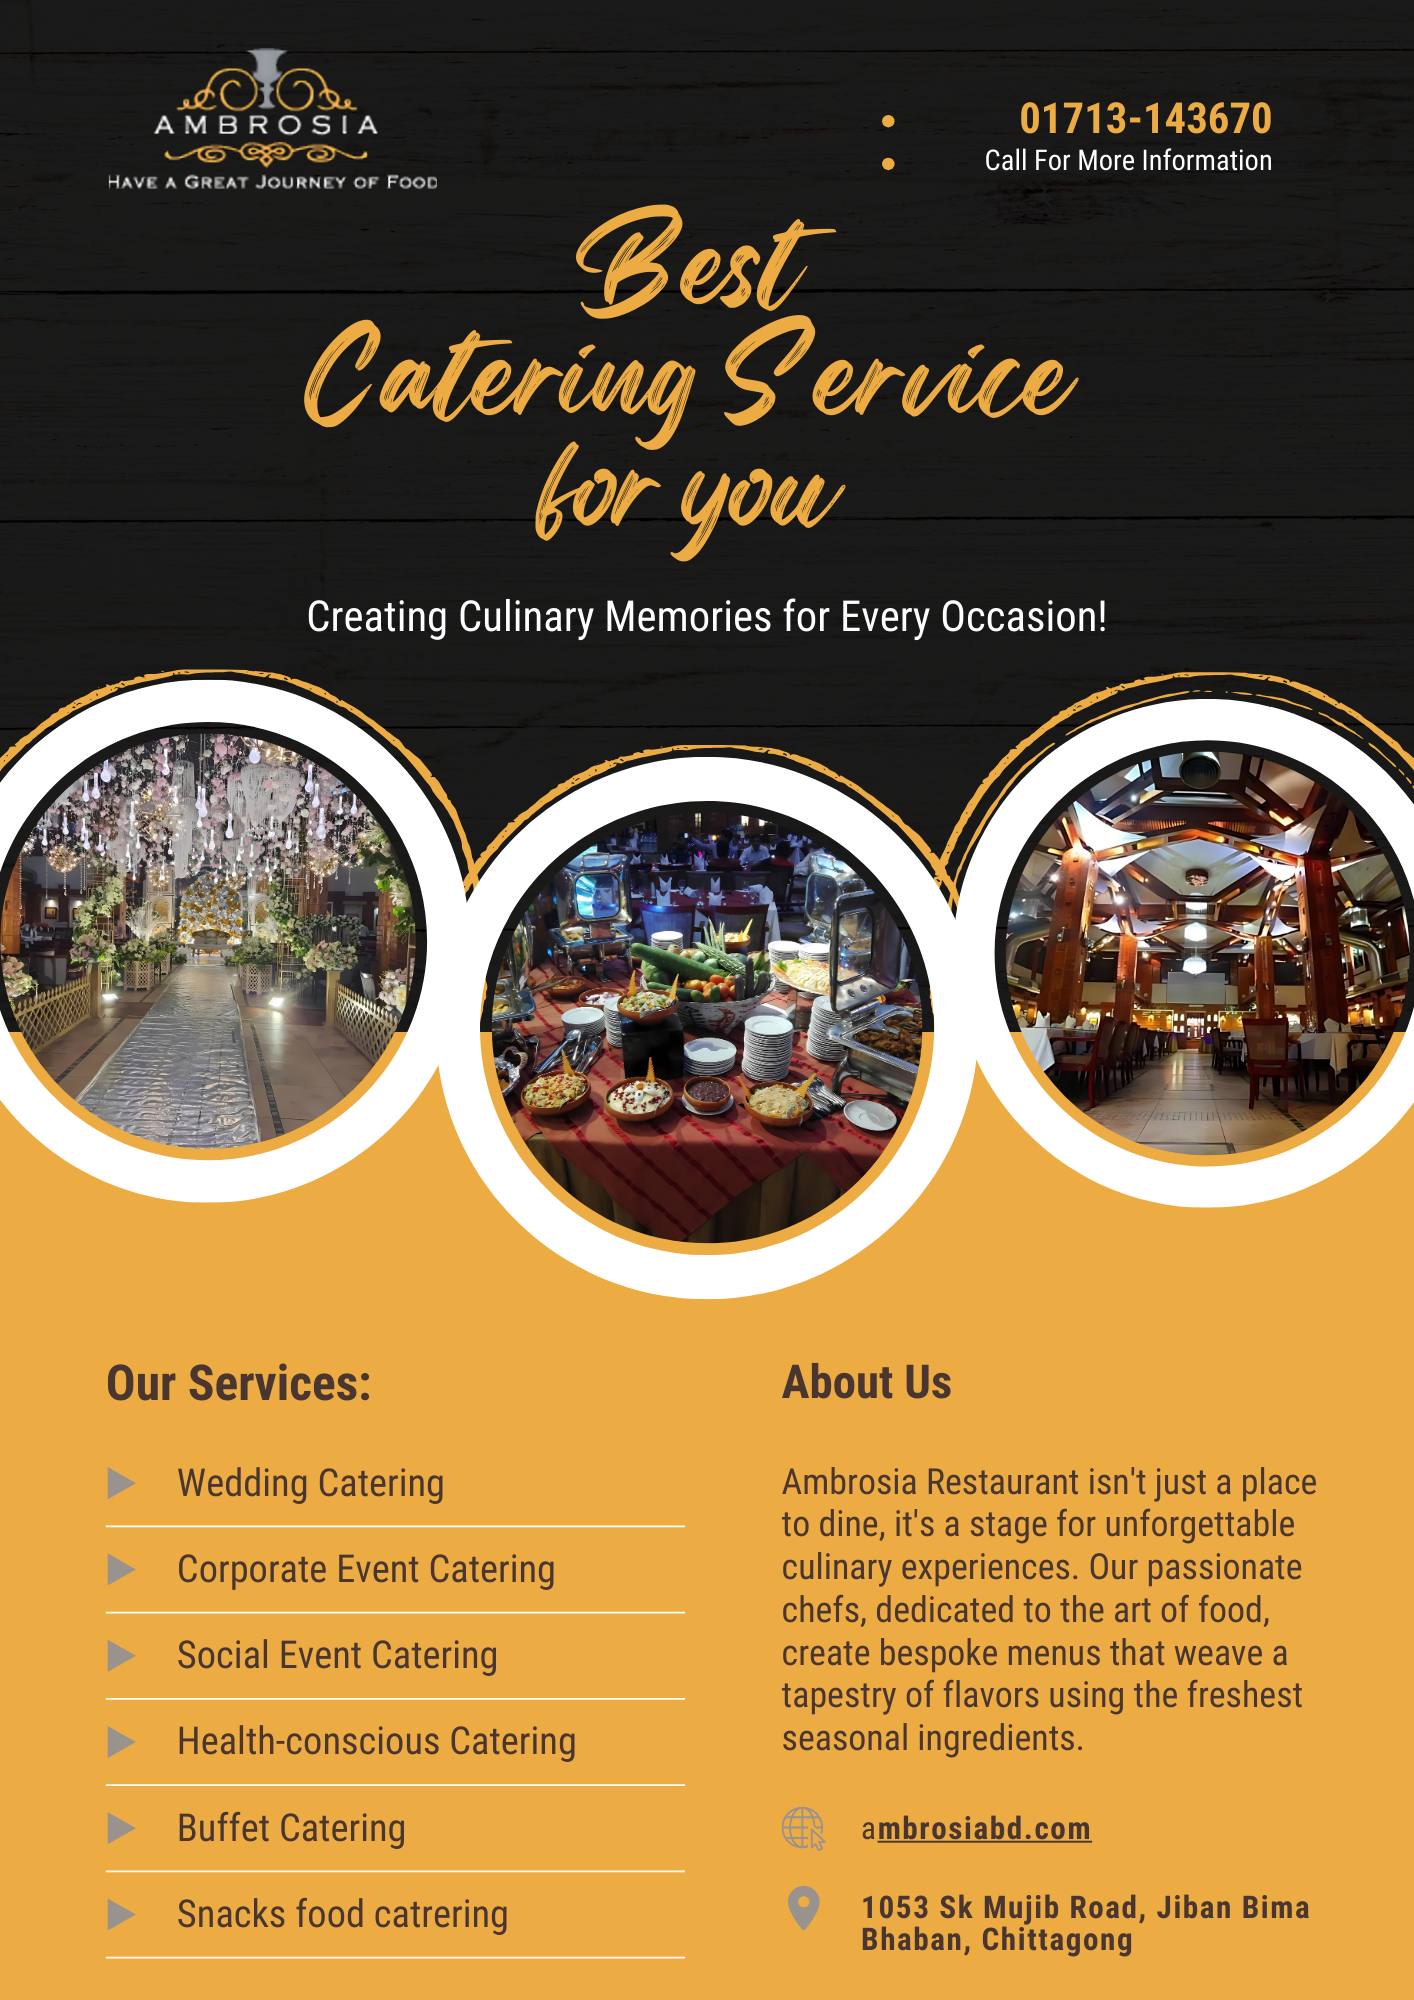 AMBROSIA
HAVE A GREAT JOURNEY OF FOOD
01713-143670
Call For More Information
Best
Catering Service
for you
Creating Culinary Memories for Every Occasion!
Our Services:
Wedding Catering
Corporate Event Catering
Social Event Catering
Health-conscious Catering
Buffet Catering
Snacks food catrering
About Us
Ambrosia Restaurant isn't just a place
to dine, it's a stage for unforgettable
culinary experiences. Our passionate
chefs, dedicated to the art of food,
create bespoke menus that weave a
tapestry of flavors using the freshest
seasonal ingredients.
ambrosiabd.com
1053 Sk Mujib Road, Jiban Bima
Bhaban, Chittagong